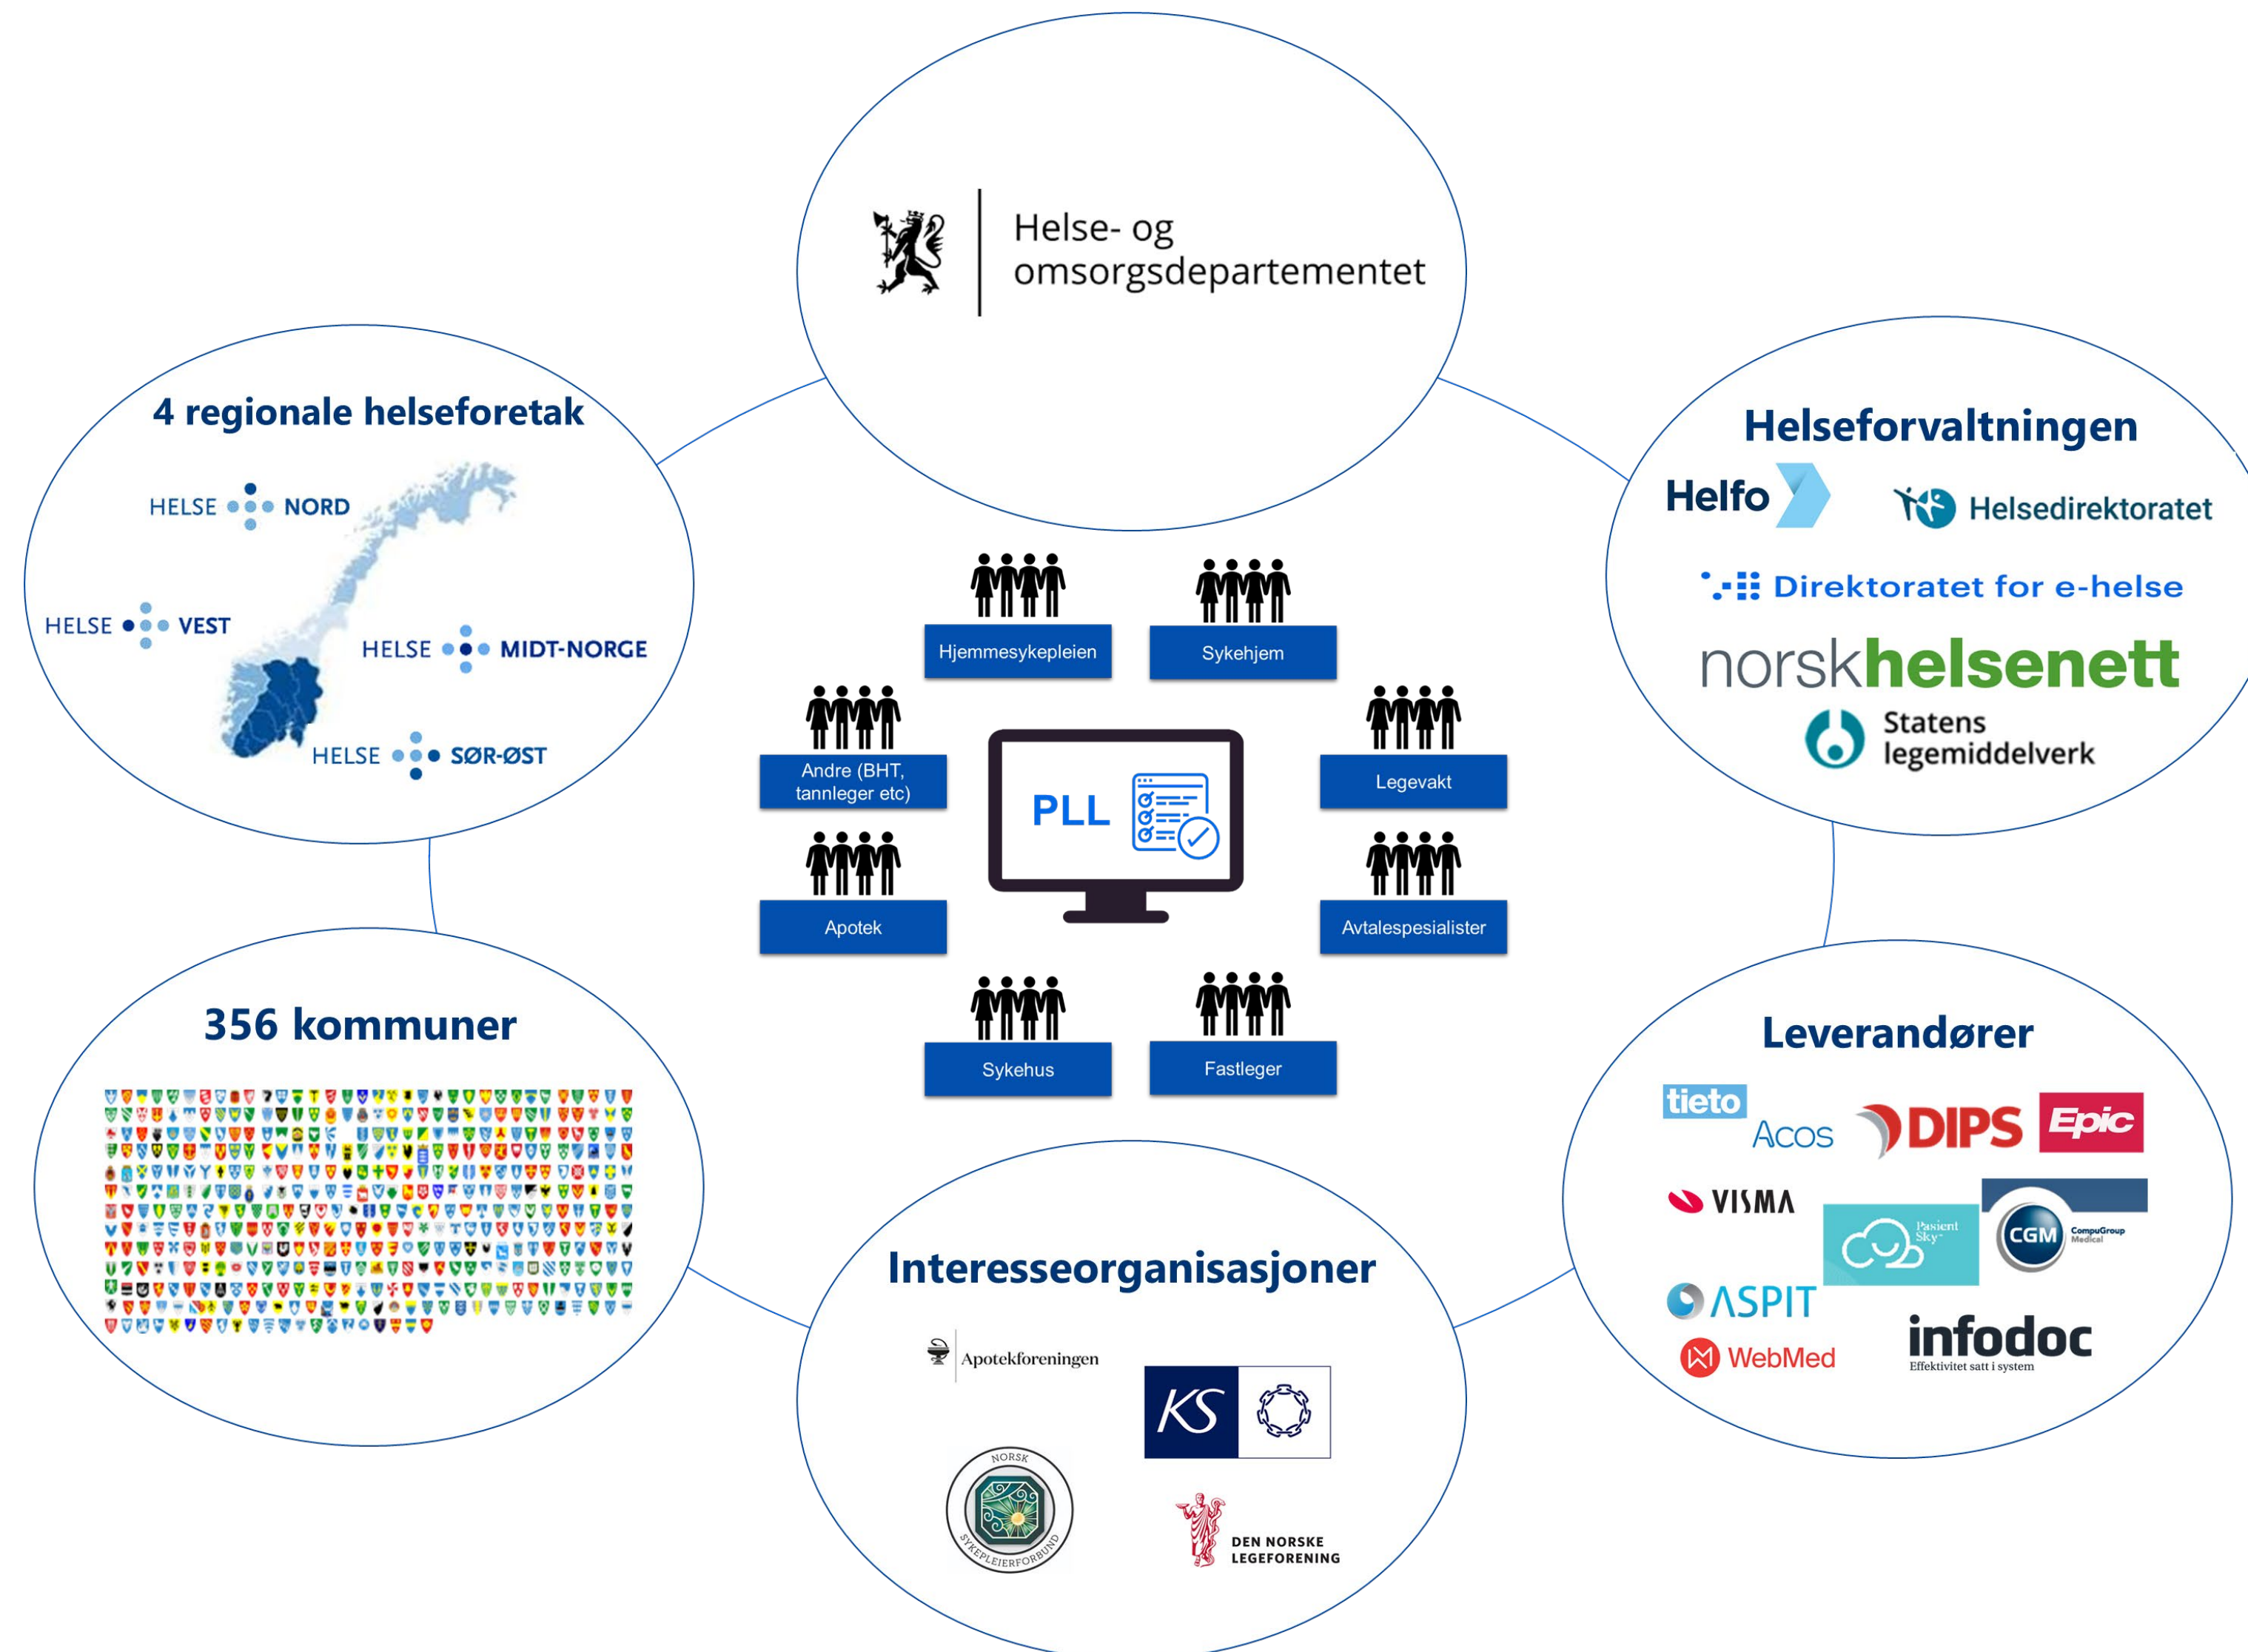 Helse- og
omsorgsdepartementet
4 regionale helseforetak
HELSE NORD
HELSE VEST
HELSE MIDT-NORGE
HELSE SØR-ØST
Helseforvaltningen
Helfo
Helsedirektoratet
Direktoratet for e-helse
norskhelsenett
Statens
legemiddelverk
Hjemmesykepleien
Sykehjem
Andre (BHT,
tannleger etc)
Legevakt
PLL
Apotek
Avtalespesialister
Sykehus
Fastleger
356 kommuner
Leverandører
tieto
Acos
DIPS
Epic
VISMA
Pasient
Sky
CGM
CompuGroup
Medical
ASPIT
WebMed
infodoc
Effektivitet satt i system
Interesseorganisasjoner
Apotekforeningen
KS
NORSK
SYKEPLEIERFORBUND
DEN NORSKE
LEGEFORENING